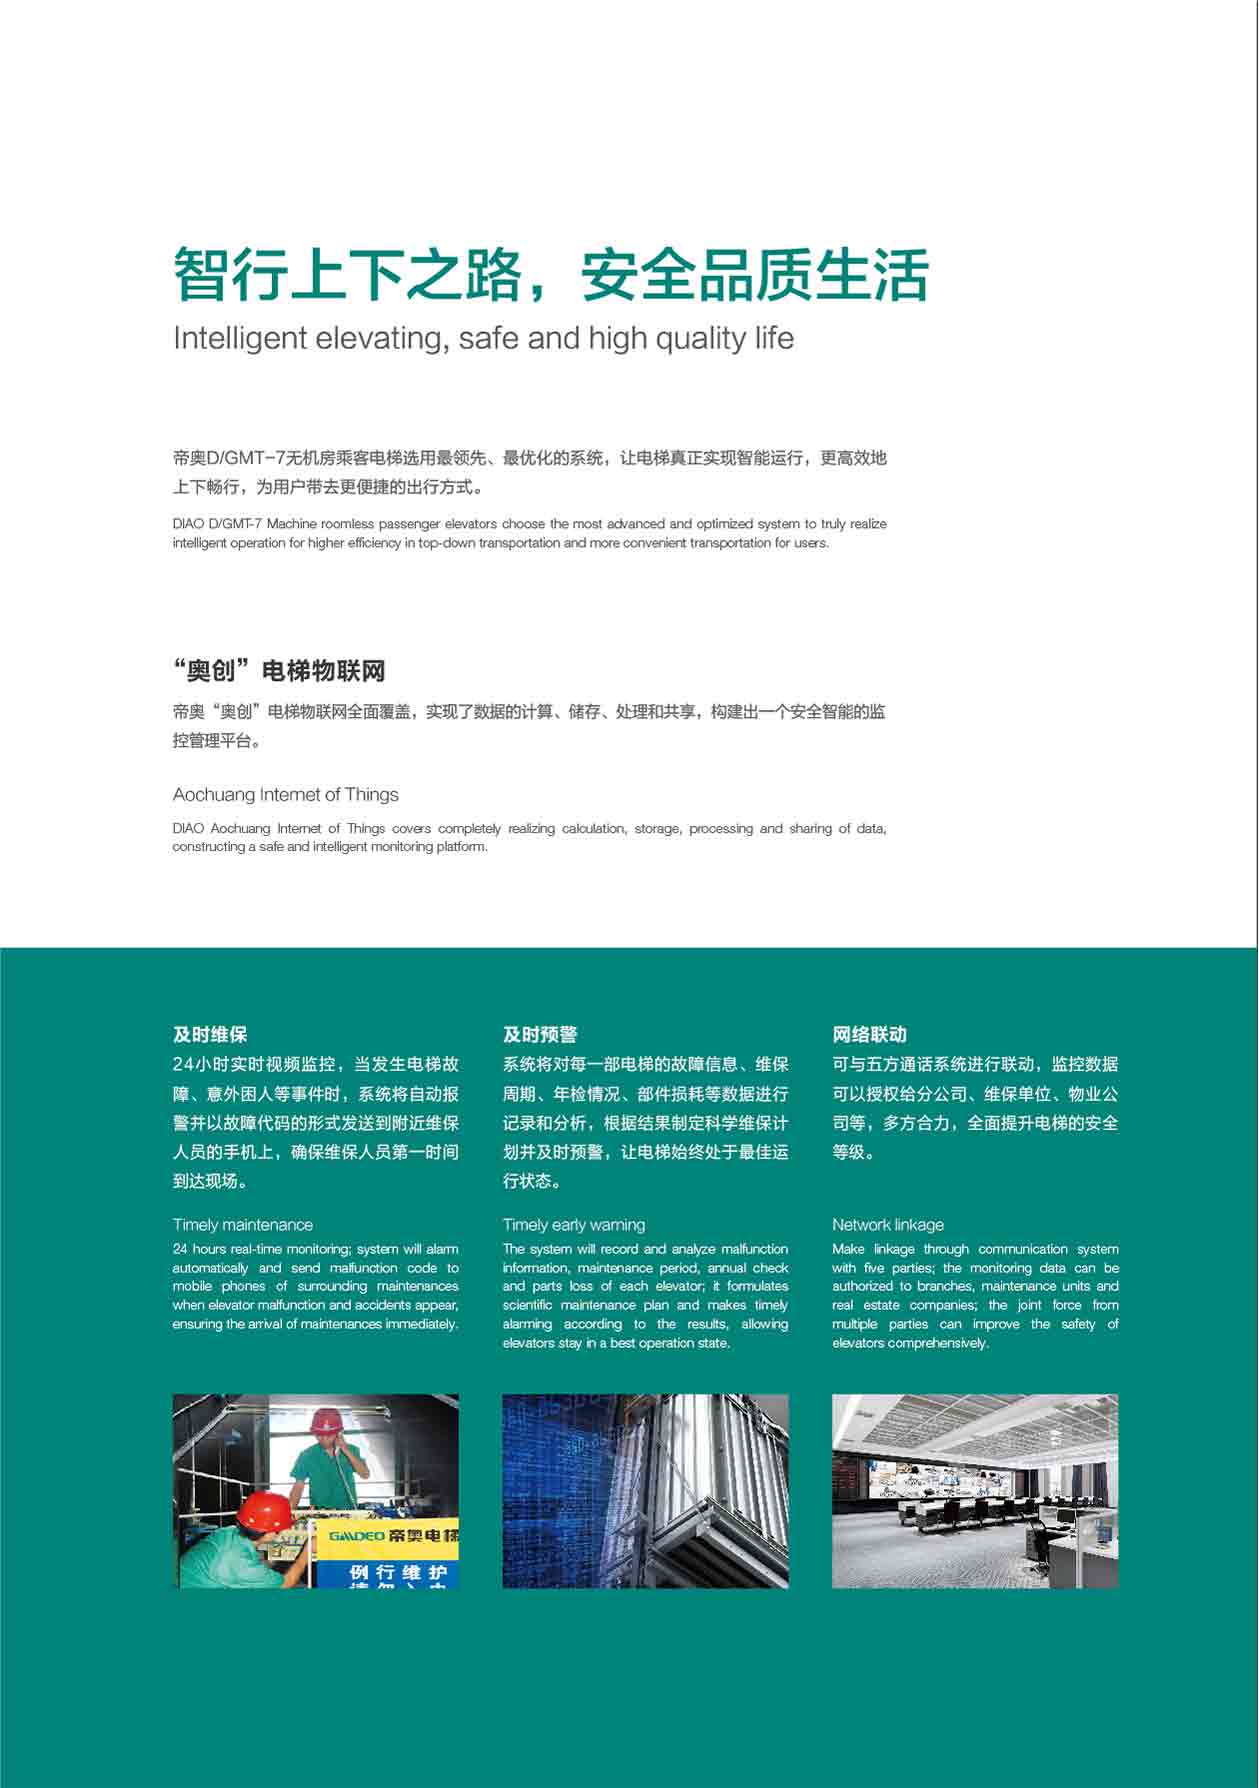 智行上下之路，安全品质生活
Intelligent elevating, safe and high quality life
帝奥D/GMT-7无机房乘客电梯选用最领先、最优化的系统，让电梯真正实现智能运行，更高效地
上下畅行，为用户带去更便捷的出行方式。
DIAO D/GMT-7 Machine roomless passenger elevators choose the most advanced and optimized system to truly realize
intelligent operation for higher efficiency in top-down transportation and more convenient transportation for users.
“奥创”电梯物联网
帝奥“奥创”电梯物联网全面覆盖，实现了数据的计算、储存、处理和共享，构建出一个安全智能的监
控管理平台。
Aochuang Internet of Things
DIAO Aochuang Internet of Things covers completely realizing calculation, storage, processing and sharing of data,
constructing a safe and intelligent monitoring platform.
及时维保
24小时实时视频监控，当发生电梯故
障、意外困人等事件时，系统将自动报
警并以故障代码的形式发送到附近维保
人员的手机上，确保维保人员第一时间
到达现场。
Timely maintenance
24 hours real-time monitoring; system will alarm
automatically and send malfunction code to
mobile phones of surrounding maintenances
when elevator malfunction and accidents appear,
ensuring the arrival of maintenances immediately.
及时预警
系统将对每一部电梯的故障信息、维保
周期、年检情况、部件损耗等数据进行
记录和分析，根据结果制定科学维保计
划并及时预警，让电梯始终处于最佳运
行状态。
Timely early warning
The system will record and analyze malfunction
information, maintenance period, annual check
and parts loss of each elevator; it formulates
scientific maintenance plan and makes timely
alarming according to the results, allowing
elevators stay in a best operation state.
网络联动
可与五方通话系统进行联动，监控数据
可以授权给分公司、维保单位、物业公
司等，多方合力，全面提升电梯的安全
等级。
Network linkage
Make linkage through communication system
with five parties; the monitoring data can be
authorized to branches, maintenance units and
real estate companies; the joint force from
multiple parties can improve the safety of
elevators comprehensively.
GMDEO 帝奥电梯
例行维护